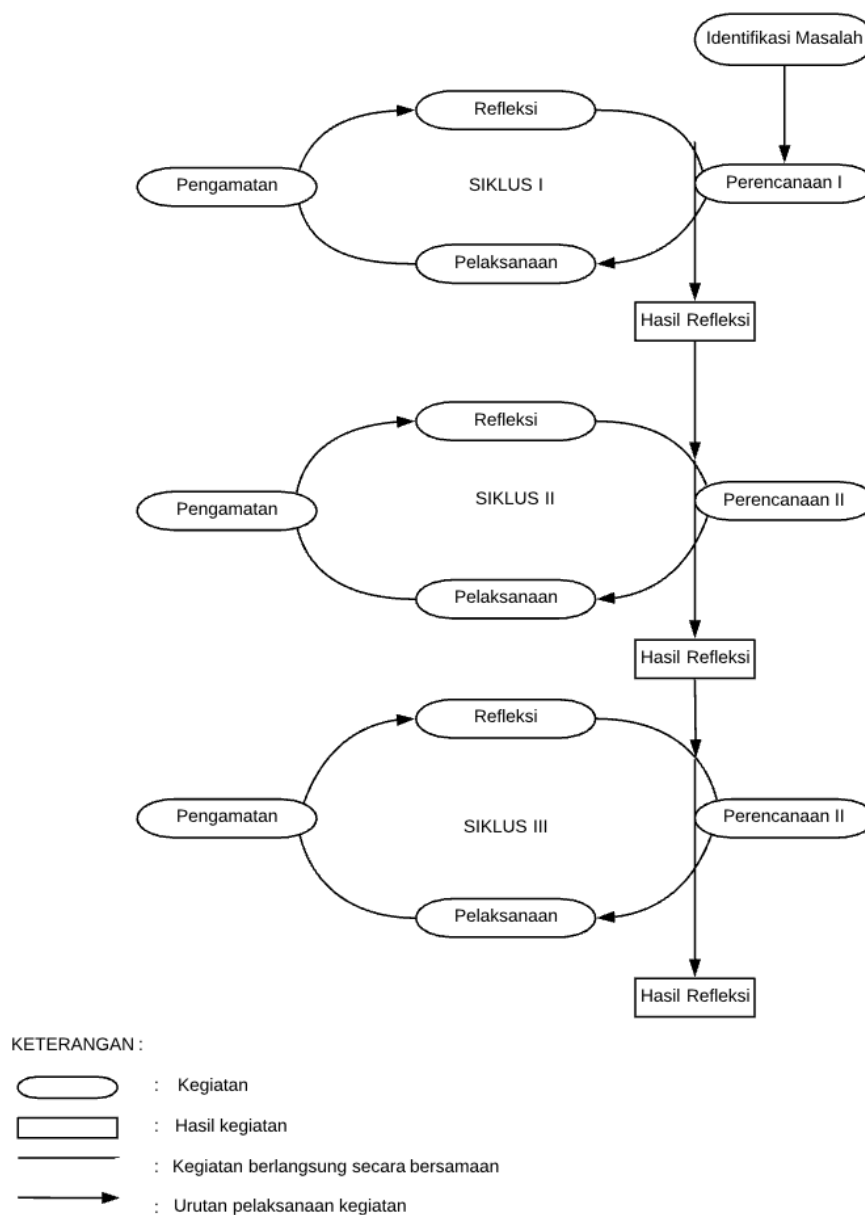 Identifikasi Masalah
Refleksi
Pengamatan
SIKLUS I
Perencanaan I
Pelaksanaan
Hasil Refleksi
Refleksi
Pengamatan
SIKLUS II
Perencanaan II
Pelaksanaan
Hasil Refleksi
Refleksi
Pengamatan
SIKLUS III
Perencanaan II
Pelaksanaan
Hasil Refleksi
KETERANGAN :
: Kegiatan
: Hasil kegiatan
: Kegiatan berlangsung secara bersamaan
: Urutan pelaksanaan kegiatan